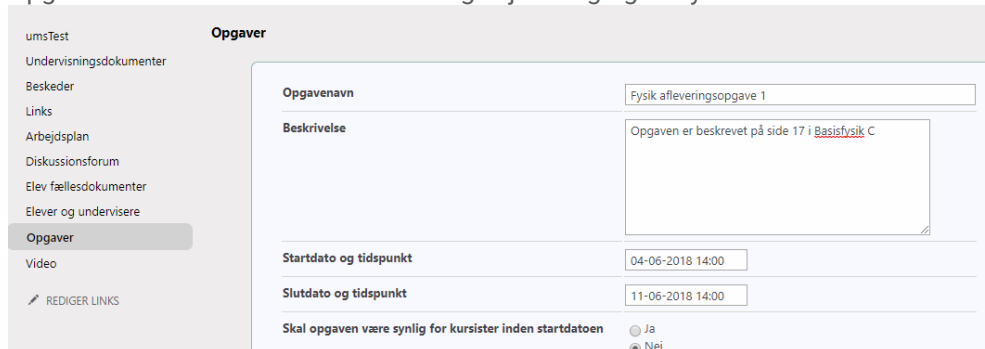 umsTest
Undervisningsdokumenter
Beskeder
Links
Arbejdsplan
Diskussionsforum
Elev fællesdokumenter
Elever og undervisere
Opgaver
Video
REDIGER LINKS
Opgaver
Opgavenavn
Fysik afleveringsopgave 1
Beskrivelse
Opgaven er beskrevet på side 17 i Basisfysik C
Startdato og tidspunkt
04-06-2018 14:00
Slutdato og tidspunkt
11-06-2018 14:00
Skal opgaven være synlig for kursister inden startdatoen
Ja
Nej